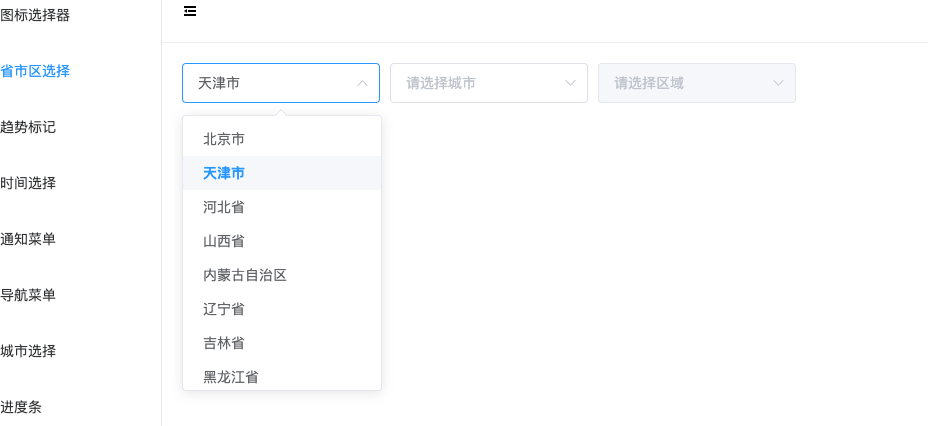 图标选择器
省市区选择
趋势标记
时间选择
通知菜单
导航菜单
城市选择
进度条
天津市
请选择城市
请选择区域
北京市
天津市
河北省
山西省
内蒙古自治区
辽宁省
吉林省
黑龙江省